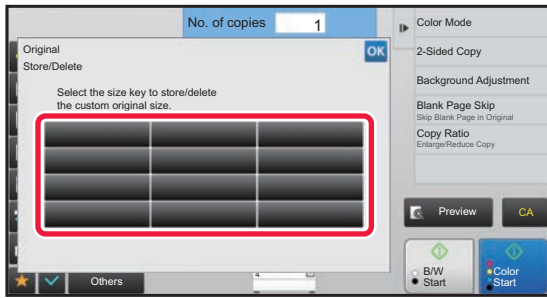 No. of copies 1
Original
OK
Store/Delete
Select the size key to store/delete
the custom original size.
Others
Color Mode
2-Sided Copy
Background Adjustment
Blank Page Skip
Skip Blank Page in Original
Copy Ratio
Enlarge/Reduce Copy
Preview
CA
B/W
Start
Color
Start